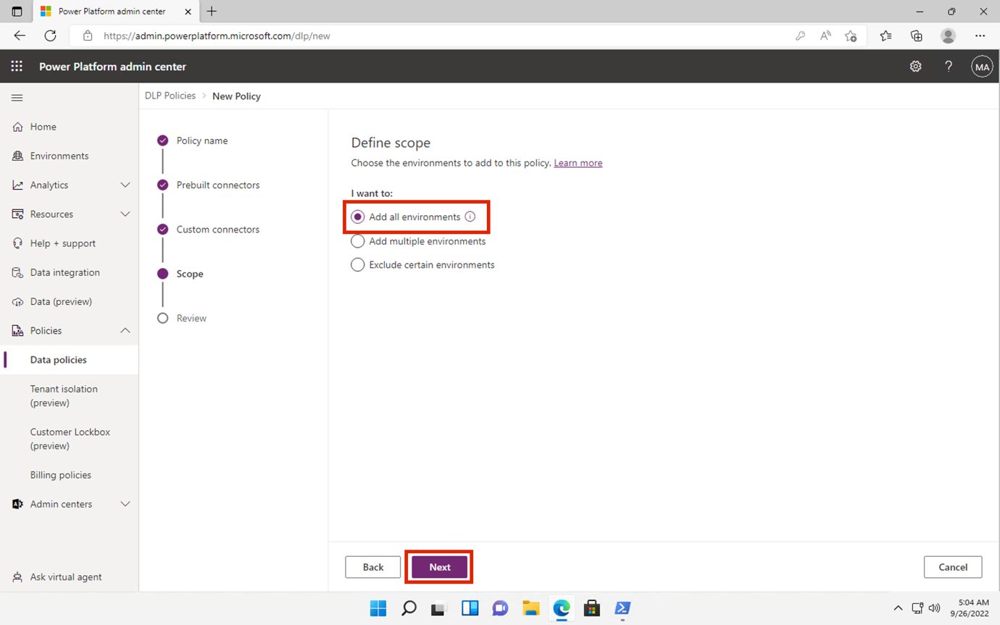 Power Platform admin center
https://admin.powerplatform.microsoft.com/dlp/new
Power Platform admin center
MA
DLP Policies > New Policy
Home
Environments
Analytics
Resources
Help + support
Data integration
Data (preview)
Policies
Data policies
Tenant isolation
(preview)
Customer Lockbox
(preview)
Billing policies
Admin centers
Ask virtual agent
Policy name
Prebuilt connectors
Custom connectors
Scope
Review
Define scope
Choose the environments to add to this policy. Learn more
I want to:
Add all environments
Add multiple environments
Exclude certain environments
Back
Next
Cancel
5:04 AM
9/26/2022